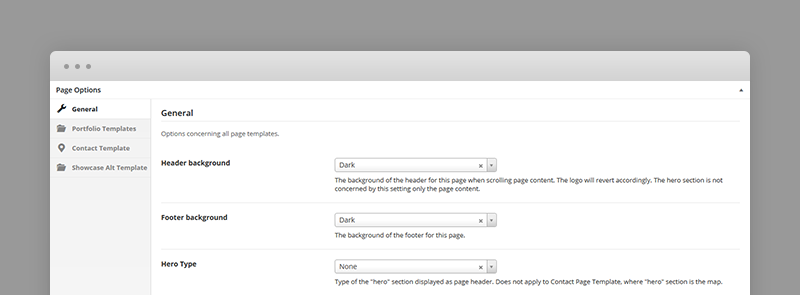 Page Options
General
Portfolio Templates
Contact Template
Showcase Alt Template
General
Options concerning all page templates.
Header background
Dark
The background of the header for this page when scrolling page content. The logo will revert accordingly. The hero section is not
concerned by this setting only the page content.
Footer background
Dark
The background of the footer for this page.
Hero Type
None
Type of the "hero" section displayed as page header. Does not apply to Contact Page Template, where "hero" section is the map.